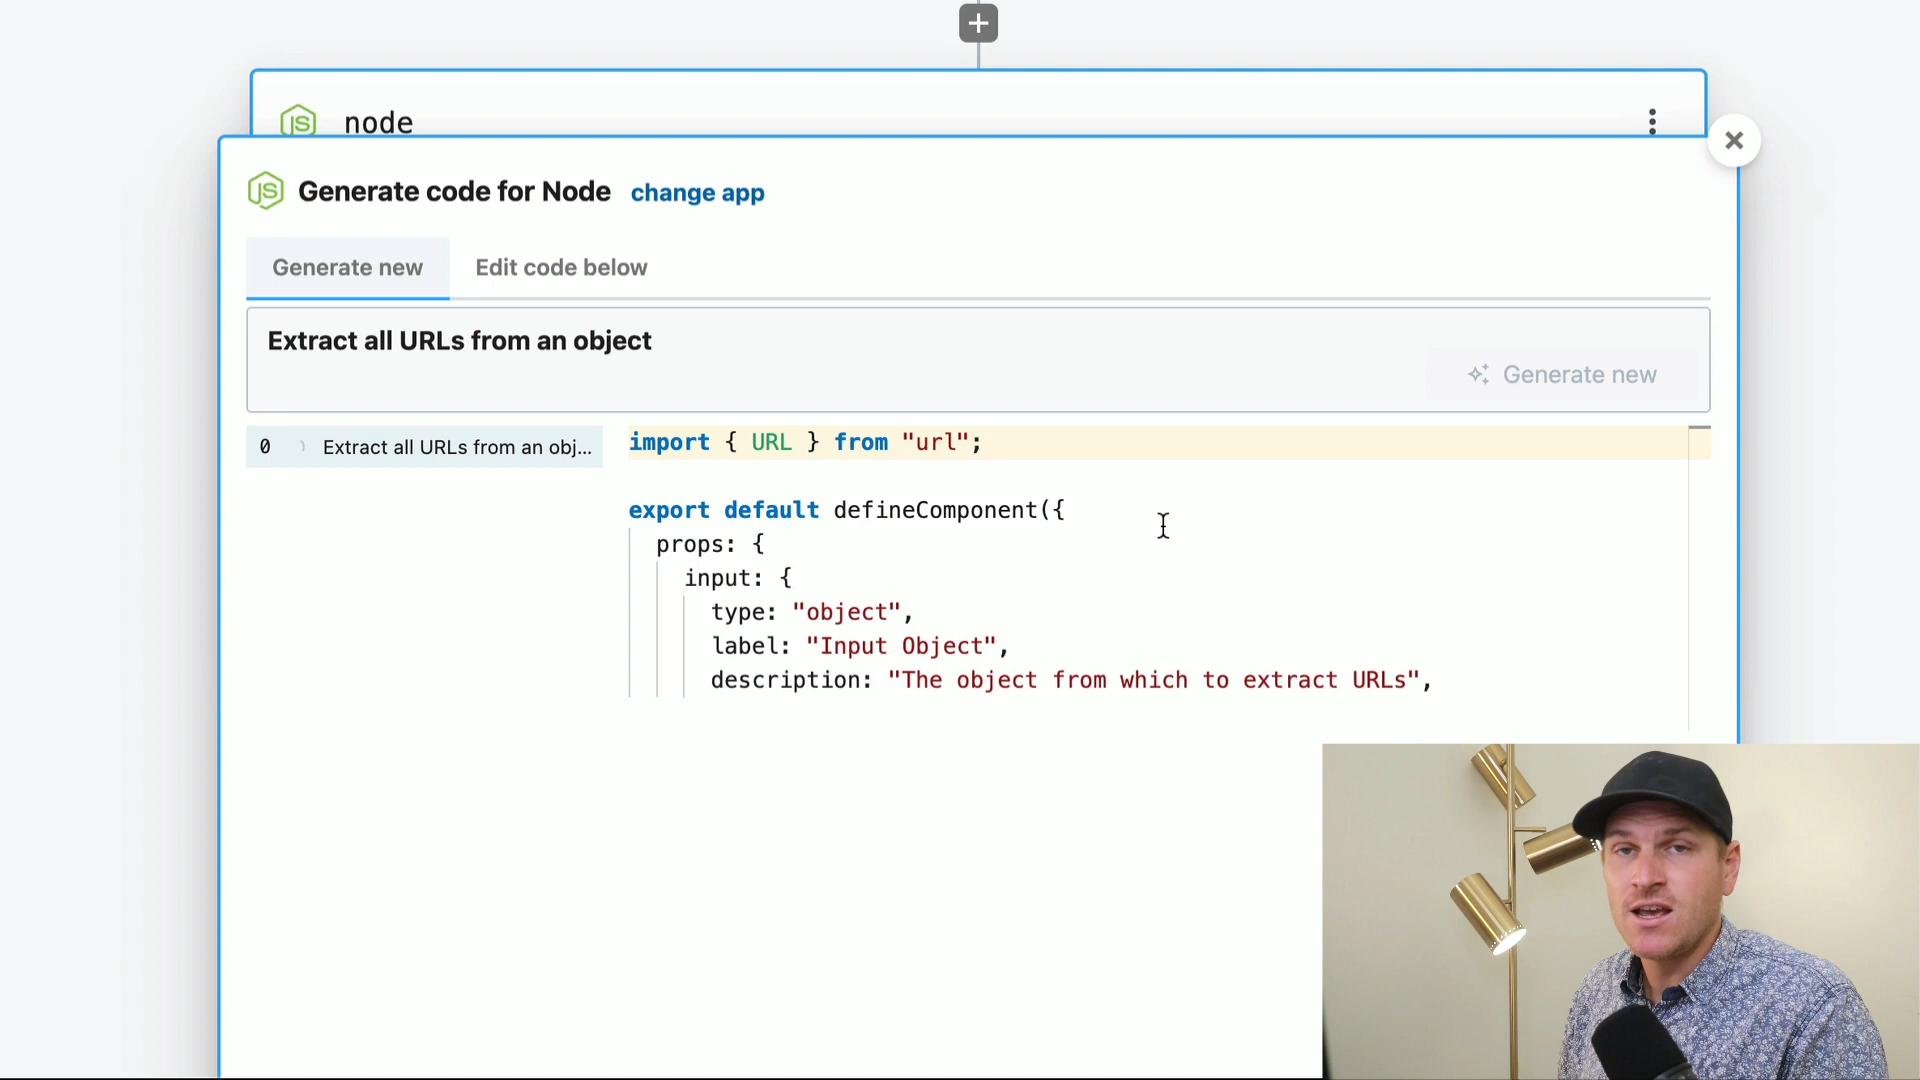 node
Generate code for Node change app
Generate new Edit code below
Extract all URLs from an object
Generate new
0 Extract all URLs from an obj...
import { URL } from "url";
export default defineComponent({
props: {
input: {
type: "object",
label: "Input Object",
description: "The object from which to extract URLs",